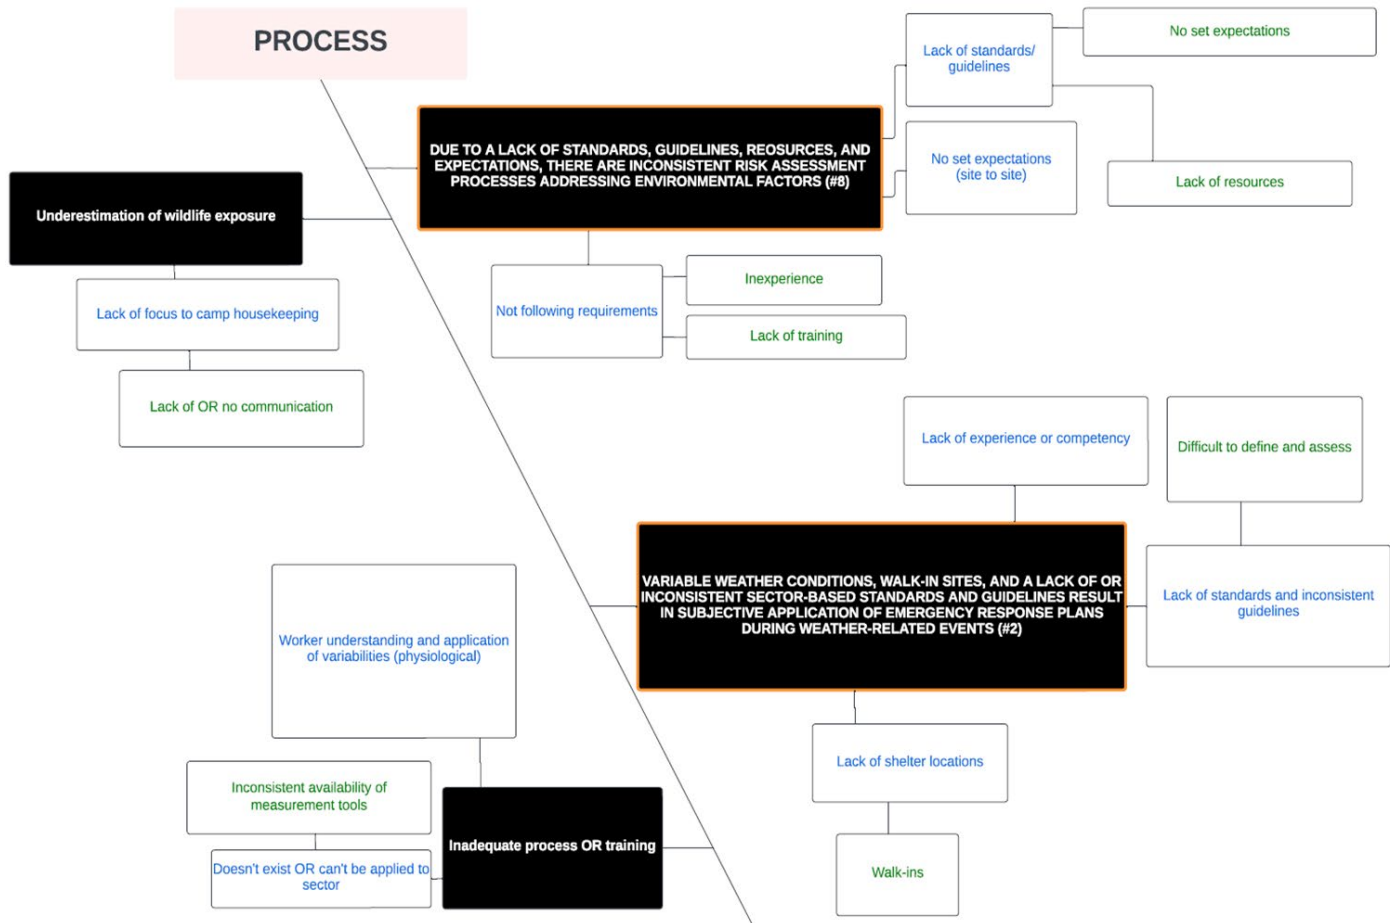 PROCESS
Lack of standards/
guidelines
No set expectations
DUE TO A LACK OF STANDARDS, GUIDELINES, REOSURCES, AND
EXPECTATIONS, THERE ARE INCONSISTENT RISK ASSESSMENT
PROCESSES ADDRESSING ENVIRONMENTAL FACTORS (#8)
No set expectations
(site to site)
Lack of resources
Underestimation of wildlife exposure
Not following requirements
Inexperience
Lack of training
Lack of focus to camp housekeeping
Lack of OR no communication
Lack of experience or competency
Difficult to define and assess
VARIABLE WEATHER CONDITIONS, WALK-IN SITES, AND A LACK OF OR
INCONSISTENT SECTOR-BASED STANDARDS AND GUIDELINES RESULT
IN SUBJECTIVE APPLICATION OF EMERGENCY RESPONSE PLANS
DURING WEATHER-RELATED EVENTS (#2)
Lack of standards and inconsistent
guidelines
Worker understanding and application
of variabilities (physiological)
Lack of shelter locations
Walk-ins
Inconsistent availability of
measurement tools
Inadequate process OR training
Doesn't exist OR can't be applied to
sector